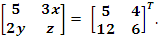 [5 3x] = [5 4]ᵀ.
[2y z] [12 6]